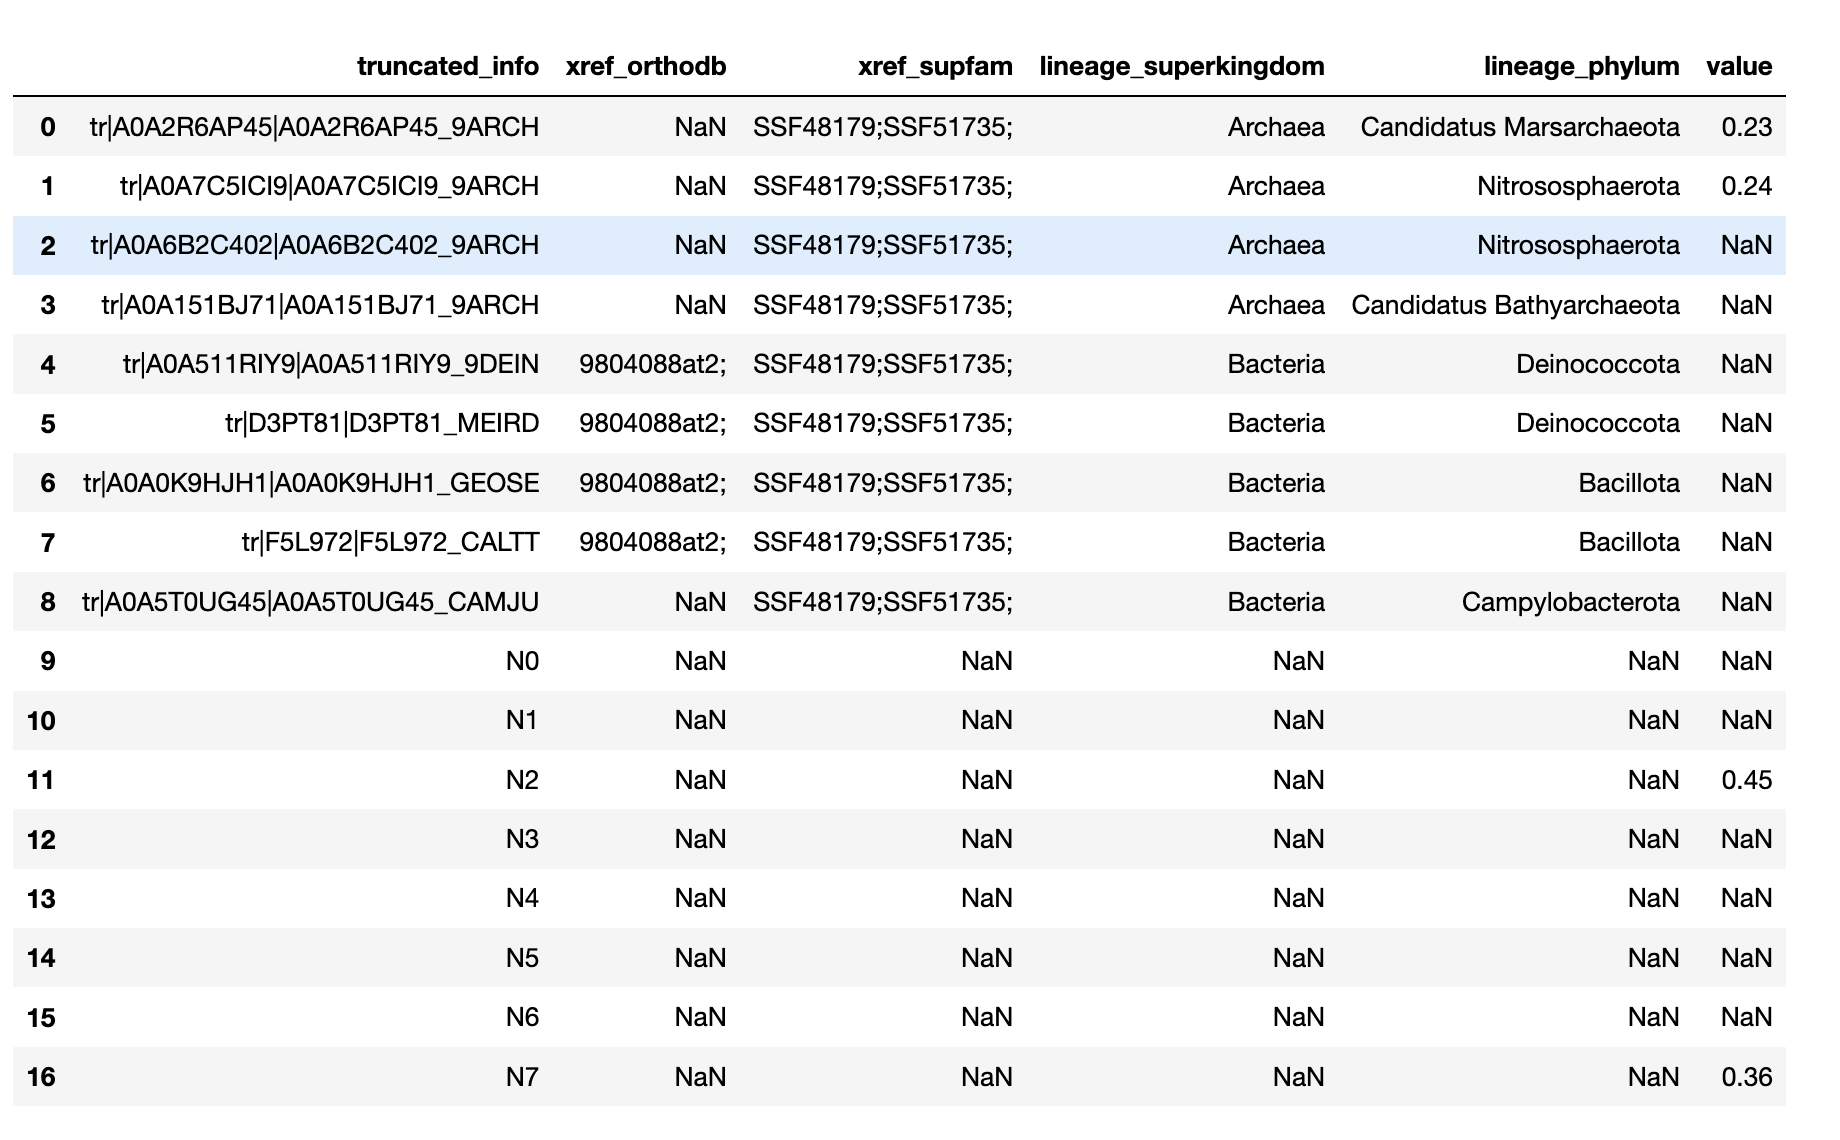 truncated_info xref_orthodb xref_supfam lineage_superkingdom lineage_phylum value
0 tr|A0A2R6AP45|A0A2R6AP45_9ARCH NaN SSF48179;SSF51735; Archaea Candidatus Marsarchaeota 0.23
1 tr|A0A7C5ICI9|A0A7C5ICI9_9ARCH NaN SSF48179;SSF51735; Archaea Nitrososphaerota 0.24
2 tr|A0A6B2C402|A0A6B2C402_9ARCH NaN SSF48179;SSF51735; Archaea Nitrososphaerota NaN
3 tr|A0A151BJ71|A0A151BJ71_9ARCH NaN SSF48179;SSF51735; Archaea Candidatus Bathyarchaeota NaN
4 tr|A0A511RIY9|A0A511RIY9_9DEIN 9804088at2; SSF48179;SSF51735; Bacteria Deinococcota NaN
5 tr|D3PT81|D3PT81_MEIRD 9804088at2; SSF48179;SSF51735; Bacteria Deinococcota NaN
6 tr|A0A0K9HJH1|A0A0K9HJH1_GEOSE 9804088at2; SSF48179;SSF51735; Bacteria Bacillota NaN
7 tr|F5L972|F5L972_CALTT 9804088at2; SSF48179;SSF51735; Bacteria Bacillota NaN
8 tr|A0A5T0UG45|A0A5T0UG45_CAMJU NaN SSF48179;SSF51735; Bacteria Campylobacterota NaN
9 N0 NaN NaN NaN NaN NaN
10 N1 NaN NaN NaN NaN NaN
11 N2 NaN NaN NaN NaN 0.45
12 N3 NaN NaN NaN NaN NaN
13 N4 NaN NaN NaN NaN NaN
14 N5 NaN NaN NaN NaN NaN
15 N6 NaN NaN NaN NaN NaN
16 N7 NaN NaN NaN NaN 0.36